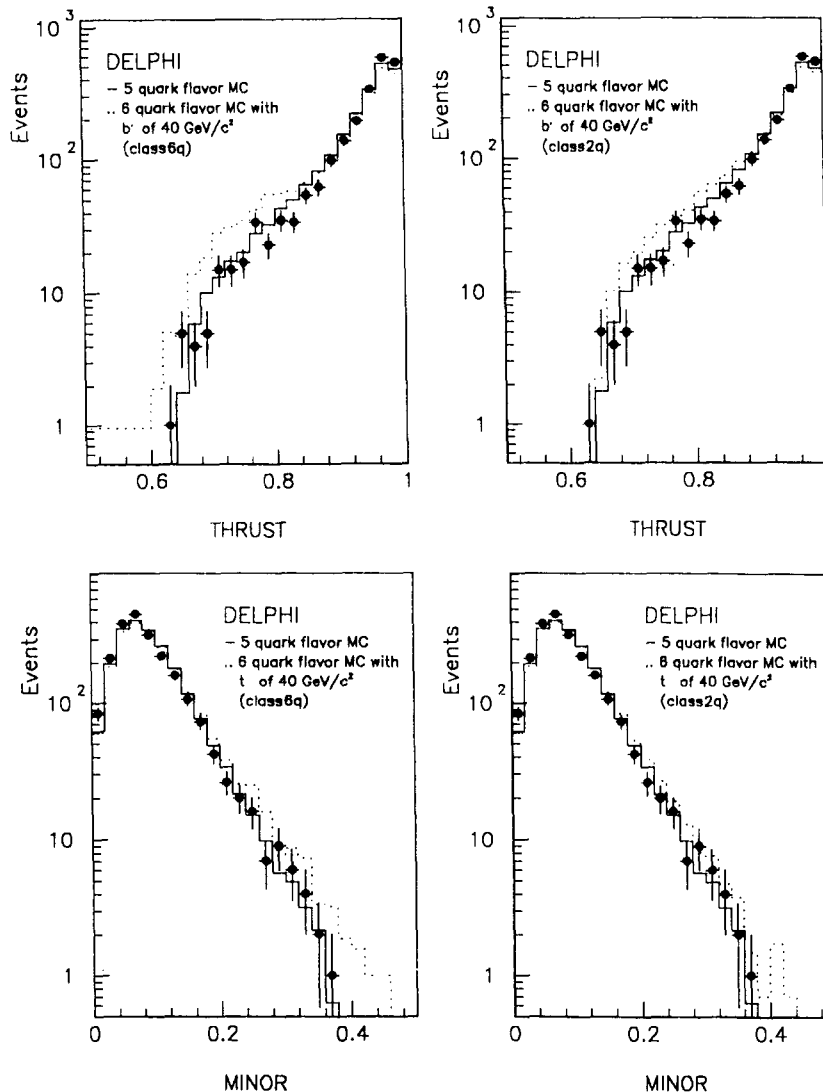 10³
10²
10
1
Events
DELPHI
– 5 quark flavor MC
.. 6 quark flavor MC with
b' of 40 GeV/c²
(class6q)
0.6
0.8
1
THRUST
10³
10²
10
1
Events
DELPHI
– 5 quark flavor MC
.. 6 quark flavor MC with
b' of 40 GeV/c²
(class2q)
0.6
0.8
THRUST
10²
10
1
Events
DELPHI
– 5 quark flavor MC
.. 6 quark flavor MC with
t of 40 GeV/c²
(class6q)
0
0.2
0.4
MINOR
10²
10
1
Events
DELPHI
– 5 quark flavor MC
.. 6 quark flavor MC with
t of 40 GeV/c²
(class2q)
0
0.2
0.4
MINOR